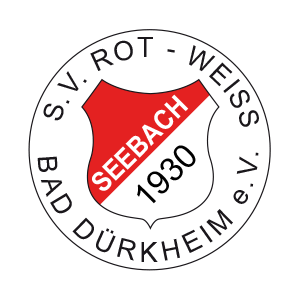 S.V. ROT - WEISS
SEEBACH
1930
BAD DÜRKHEIM e.V.